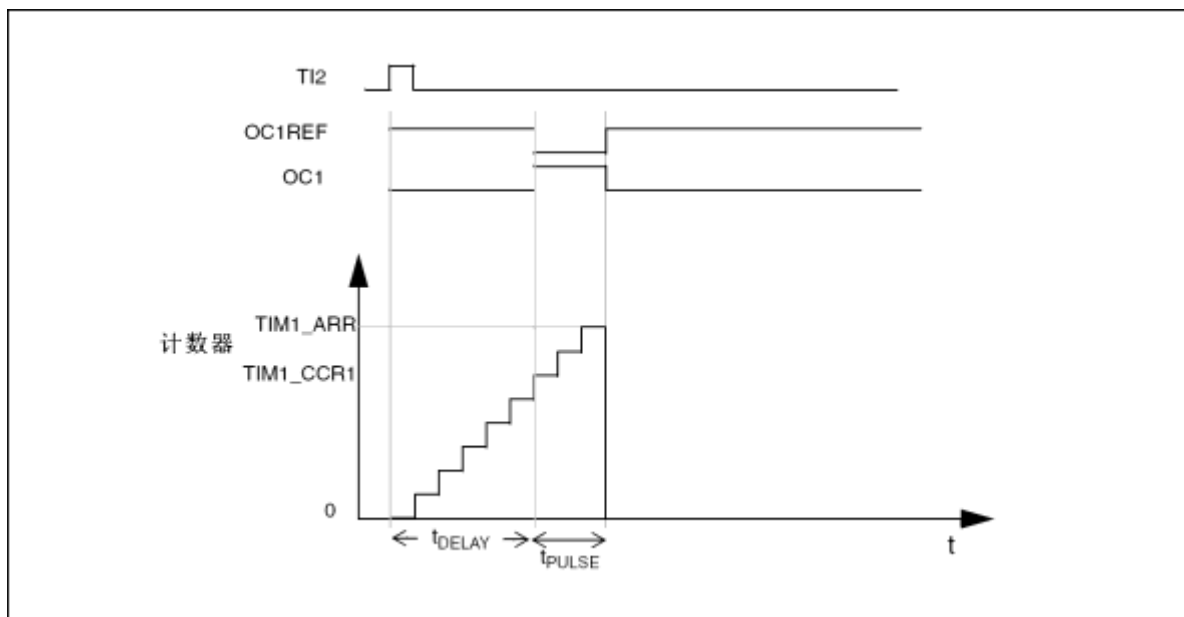 TI2
OC1REF
OC1
TIM1_ARR
计数器
TIM1_CCR1
0
tDELAY
tPULSE
t